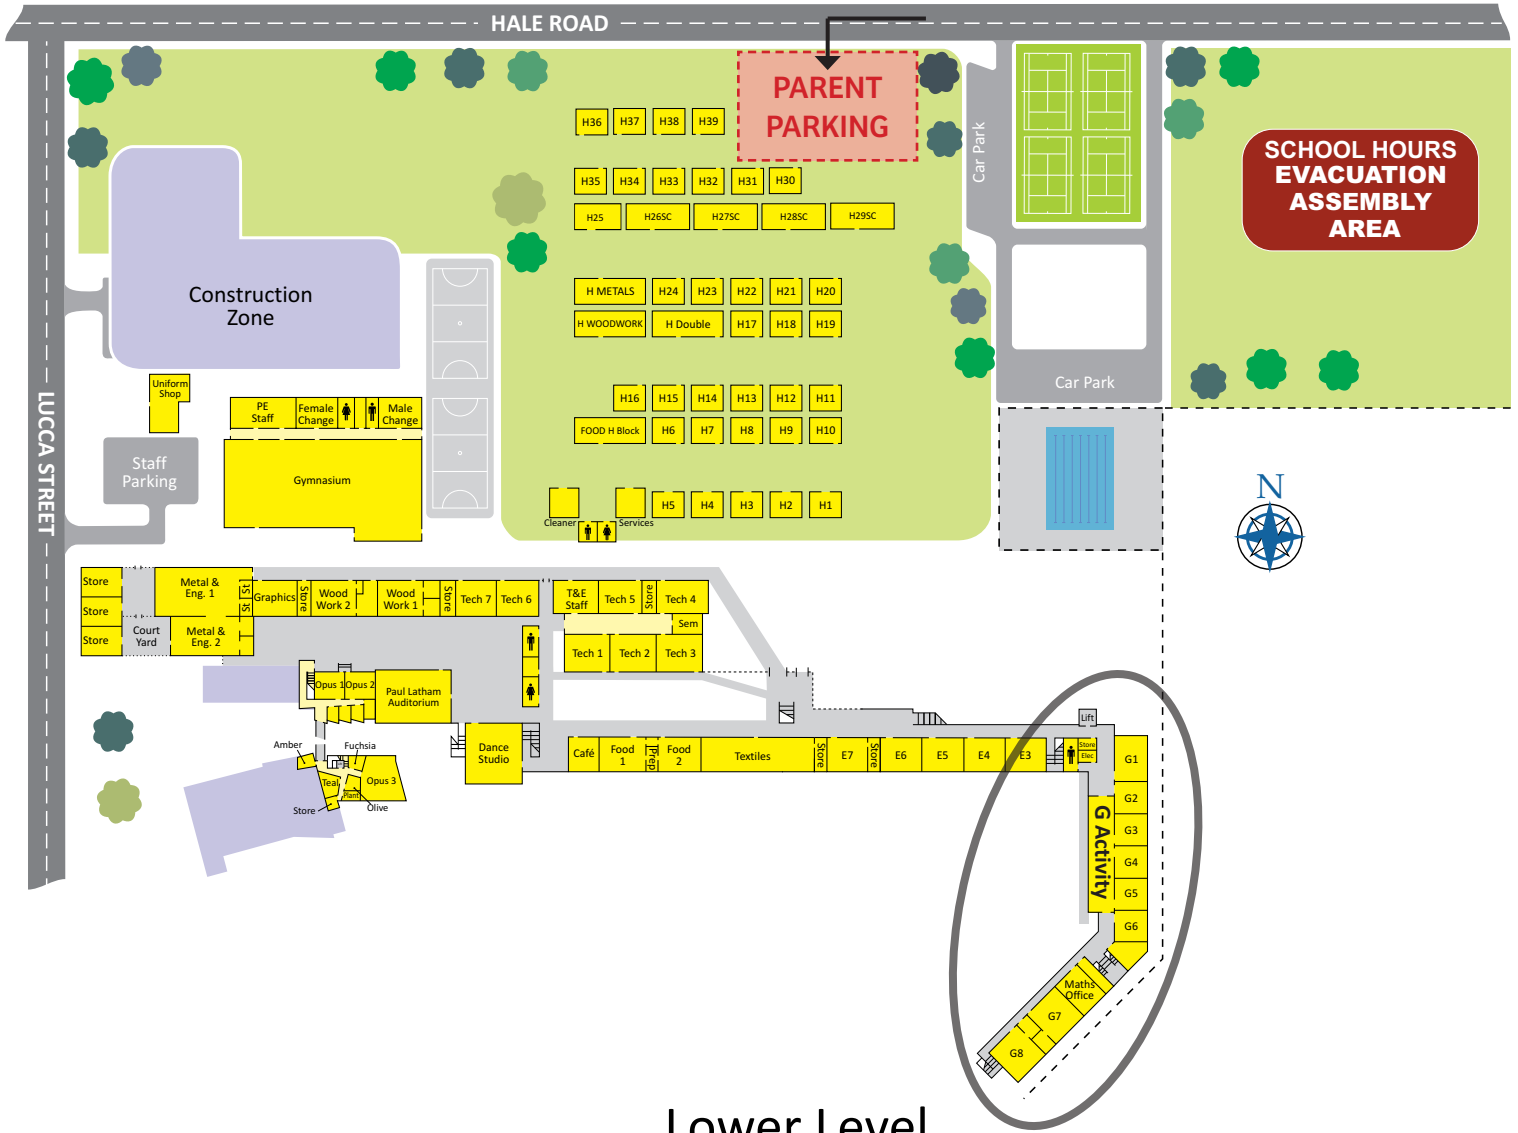 HALE ROAD
PARENT
PARKING
H36
H37
H38
H39
Car Park
SCHOOL HOURS
EVACUATION
ASSEMBLY
AREA
H35
H34
H33
H32
H31
H30
H25
H26SC
H27SC
H28SC
H29SC
Construction
Zone
H METALS
H24
H23
H22
H21
H20
H WOODWORK
H Double
H17
H18
H19
Car Park
Uniform
Shop
LUCCA STREET
PE
Staff
Female
Change
Male
Change
H16
H15
H14
H13
H12
H11
FOOD H Block
H6
H7
H8
H9
H10
Staff
Parking
Gymnasium
N
Cleaner
Services
H5
H4
H3
H2
H1
Store
Store
Store
Court
Yard
Metal &
Eng. 1
Metal &
Eng. 2
St
St
Graphics
Store
Wood
Work 2
Wood
Work 1
Store
Tech 7
Tech 6
T&E
Staff
Tech 5
Store
Tech 4
Sem
Tech 1
Tech 2
Tech 3
Opus 1
Opus 2
Paul Latham
Auditorium
Lift
Amber
Fuchsia
Teal
Plant
Opus 3
Store
Olive
Dance
Studio
Café
Food
1
Prep
Food
2
Textiles
Store
E7
Store
E6
E5
E4
E3
Store
Elec
G1
G2
G3
G4
G5
G6
G Activity
Maths
Office
G7
G8
Lower Level